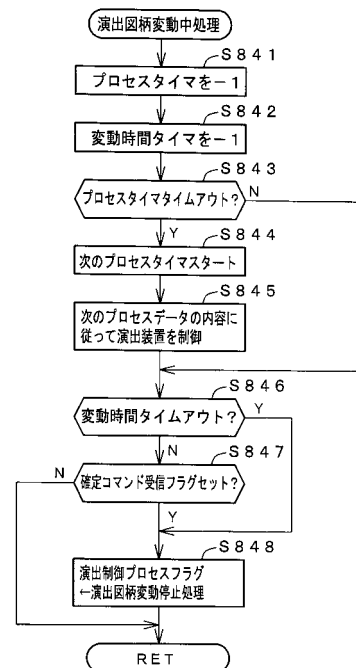 演出図柄変動中処理
S841
プロセスタイマを－1
S842
変動時間タイマを－1
S843
プロセスタイマタイムアウト？
N
Y
S844
次のプロセスタイマスタート
S845
次のプロセスデータの内容に
従って演出装置を制御
S846
変動時間タイムアウト？
Y
N
S847
N
確定コマンド受信フラグセット？
Y
S848
演出制御プロセスフラグ
←演出図柄変動停止処理
RET